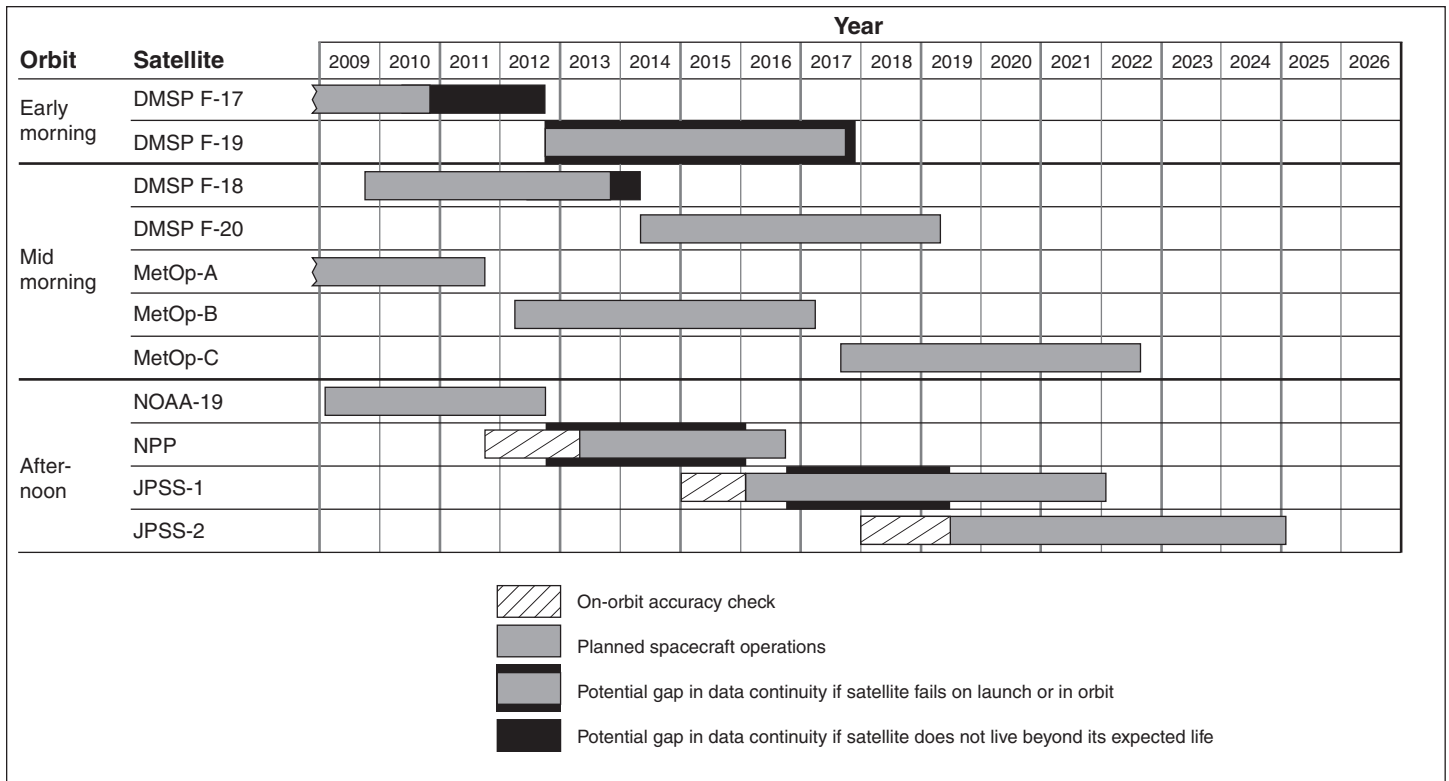 Year
Orbit Satellite 2009 2010 2011 2012 2013 2014 2015 2016 2017 2018 2019 2020 2021 2022 2023 2024 2025 2026
Early
morning
DMSP F-17
DMSP F-19
Mid
morning
DMSP F-18
DMSP F-20
MetOp-A
MetOp-B
MetOp-C
After-
noon
NOAA-19
NPP
JPSS-1
JPSS-2
On-orbit accuracy check
Planned spacecraft operations
Potential gap in data continuity if satellite fails on launch or in orbit
Potential gap in data continuity if satellite does not live beyond its expected life